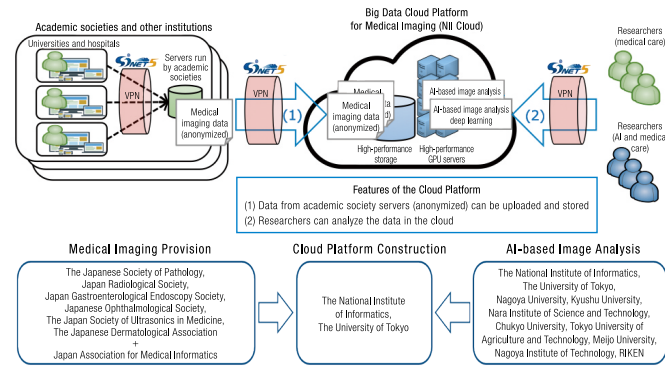 Academic societies and other institutions
Universities and hospitals
SINET5
VPN
Servers run
by academic
societies
Medical
imaging data
(anonymized)
SINET5
VPN
(1)
Big Data Cloud Platform
for Medical Imaging (NII Cloud)
Medical
Medical
imaging data
(anonymized)
High-performance
storage
AI-based image analysis
AI-based image analysis
deep learning
High-performance
GPU servers
SINET5
VPN
(2)
Researchers
(medical care)
Researchers
(AI and medical
care)
Features of the Cloud Platform
(1) Data from academic society servers (anonymized) can be uploaded and stored
(2) Researchers can analyze the data in the cloud
Medical Imaging Provision
The Japanese Society of Pathology,
Japan Radiological Society,
Japan Gastroenterological Endoscopy Society,
Japanese Ophthalmological Society,
The Japan Society of Ultrasonics in Medicine,
The Japanese Dermatological Association
+
Japan Association for Medical Informatics
Cloud Platform Construction
The National Institute
of Informatics,
The University of Tokyo
AI-based Image Analysis
The National Institute of Informatics,
The University of Tokyo,
Nagoya University, Kyushu University,
Nara Institute of Science and Technology,
Chukyo University, Tokyo University of
Agriculture and Technology, Meijo University,
Nagoya Institute of Technology, RIKEN